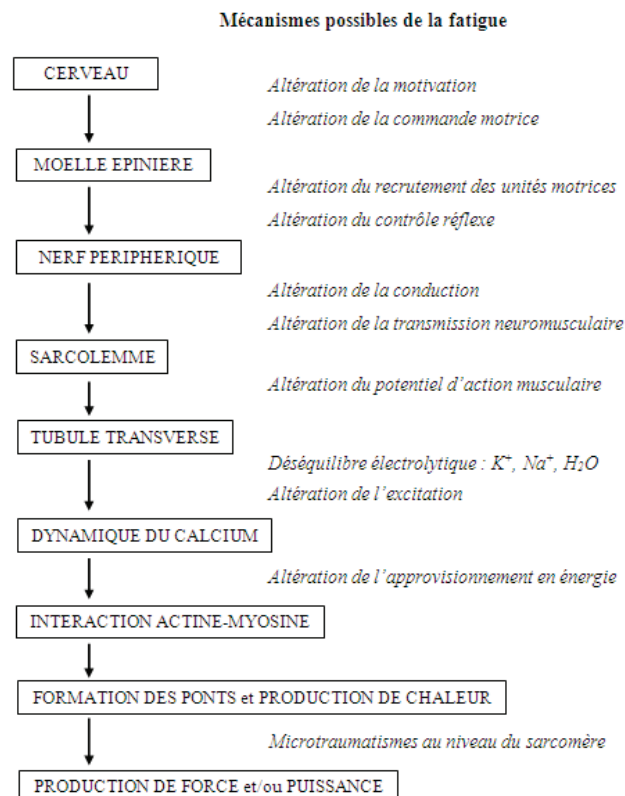 Mécanismes possibles de la fatigue
CERVEAU
Altération de la motivation
Altération de la commande motrice
MOELLE EPINIERE
Altération du recrutement des unités motrices
Altération du contrôle réflexe
NERF PERIPHERIQUE
Altération de la conduction
Altération de la transmission neuromusculaire
SARCOLEMME
Altération du potentiel d'action musculaire
TUBULE TRANSVERSE
Déséquilibre électrolytique : K⁺, Na⁺, H₂O
Altération de l'excitation
DYNAMIQUE DU CALCIUM
Altération de l'approvisionnement en énergie
INTERACTION ACTINE-MYOSINE
FORMATION DES PONTS et PRODUCTION DE CHALEUR
Microtraumatismes au niveau du sarcomère
PRODUCTION DE FORCE et/ou PUISSANCE